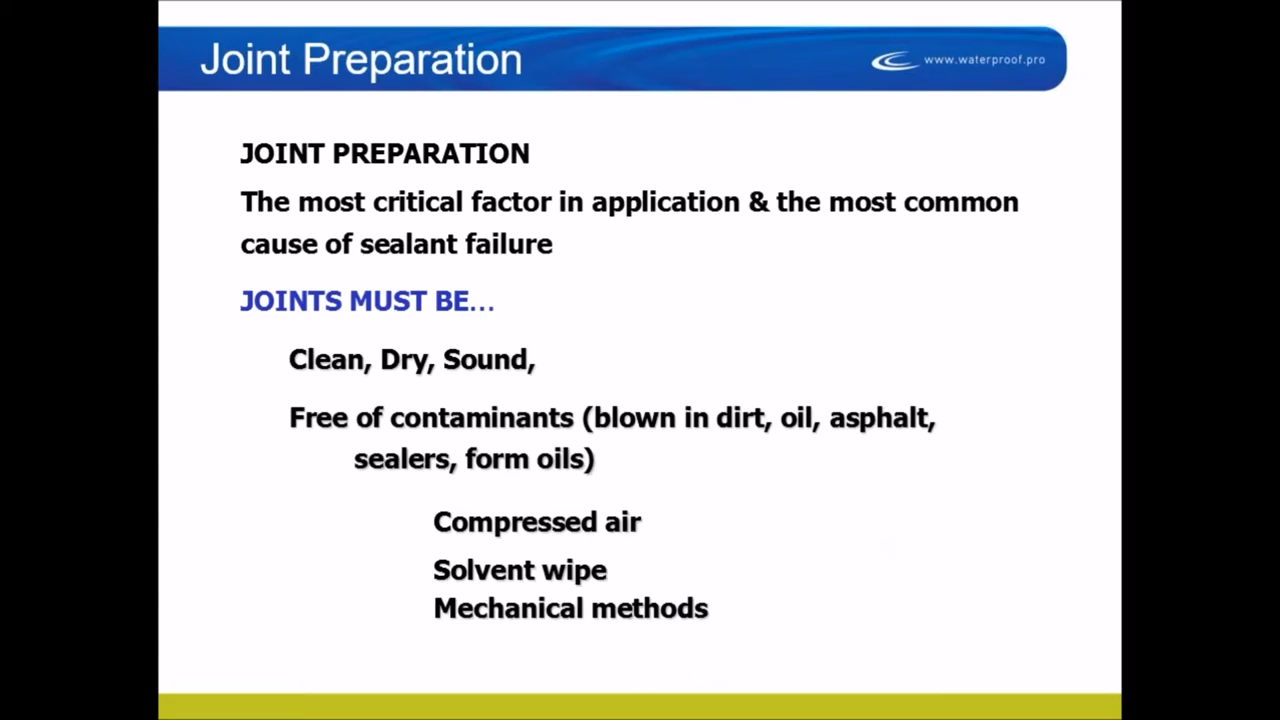 Joint Preparation
www.waterproof.pro
JOINT PREPARATION
The most critical factor in application & the most common
cause of sealant failure
JOINTS MUST BE...
Clean, Dry, Sound,
Free of contaminants (blown in dirt, oil, asphalt,
sealers, form oils)
Compressed air
Solvent wipe
Mechanical methods